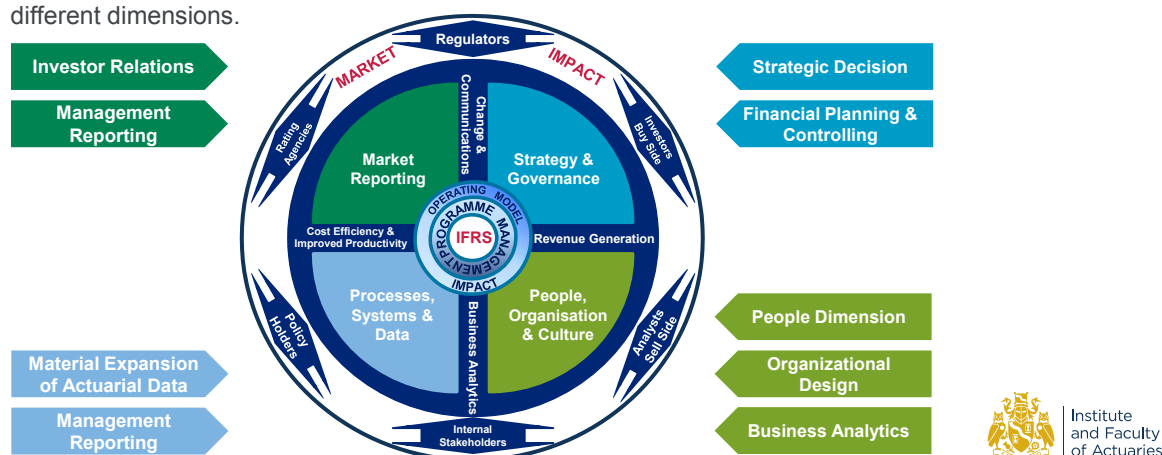 different dimensions.
Investor Relations
Management
Reporting
Material Expansion
of Actuarial Data
Management
Reporting
Regulators
MARKET
IMPACT
Rating
Agencies
Investors
Buy Side
Policy
Holders
Analysts
Sell Side
Internal
Stakeholders
Change &
Communications
Market
Reporting
Strategy &
Governance
Cost Efficiency &
Improved Productivity
Revenue Generation
OPERATING MODEL
IMPACT
PROGRAMME MANAGEMENT
IFRS
Processes,
Systems &
Data
People,
Organisation
& Culture
Business Analytics
Strategic Decision
Financial Planning &
Controlling
People Dimension
Organizational
Design
Business Analytics
Institute
and Faculty
of Actuaries